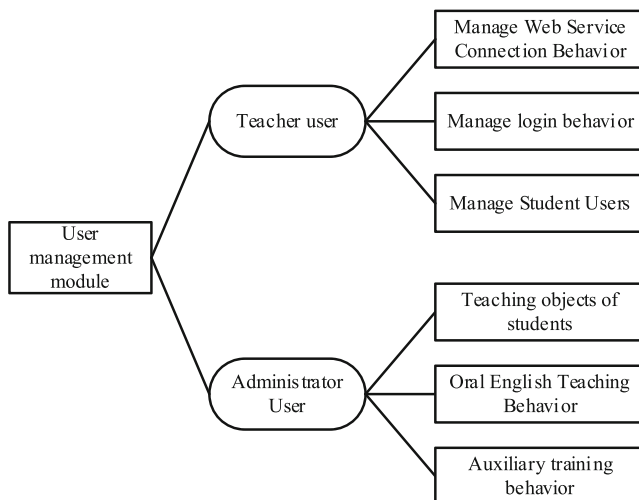 Manage Web Service
Connection Behavior
Teacher user
Manage login behavior
Manage Student Users
User
management
module
Teaching objects of
students
Administrator
User
Oral English Teaching
Behavior
Auxiliary training
behavior